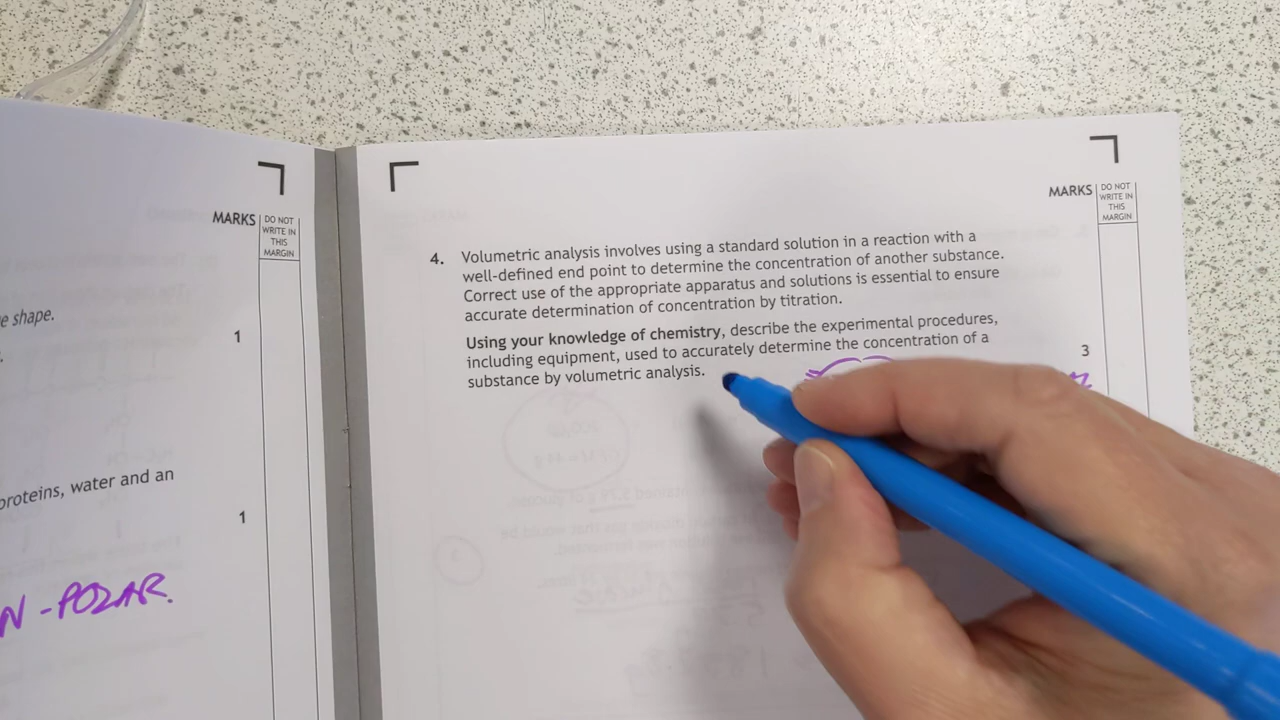 MARKS
DO NOT
WRITE IN
THIS
MARGIN
e shape.
1
proteins, water and an
1
N - POLAR.
MARKS
DO NOT
WRITE IN
THIS
MARGIN
4. Volumetric analysis involves using a standard solution in a reaction with a
well-defined end point to determine the concentration of another substance.
Correct use of the appropriate apparatus and solutions is essential to ensure
accurate determination of concentration by titration.
Using your knowledge of chemistry, describe the experimental procedures,
including equipment, used to accurately determine the concentration of a
substance by volumetric analysis.
3